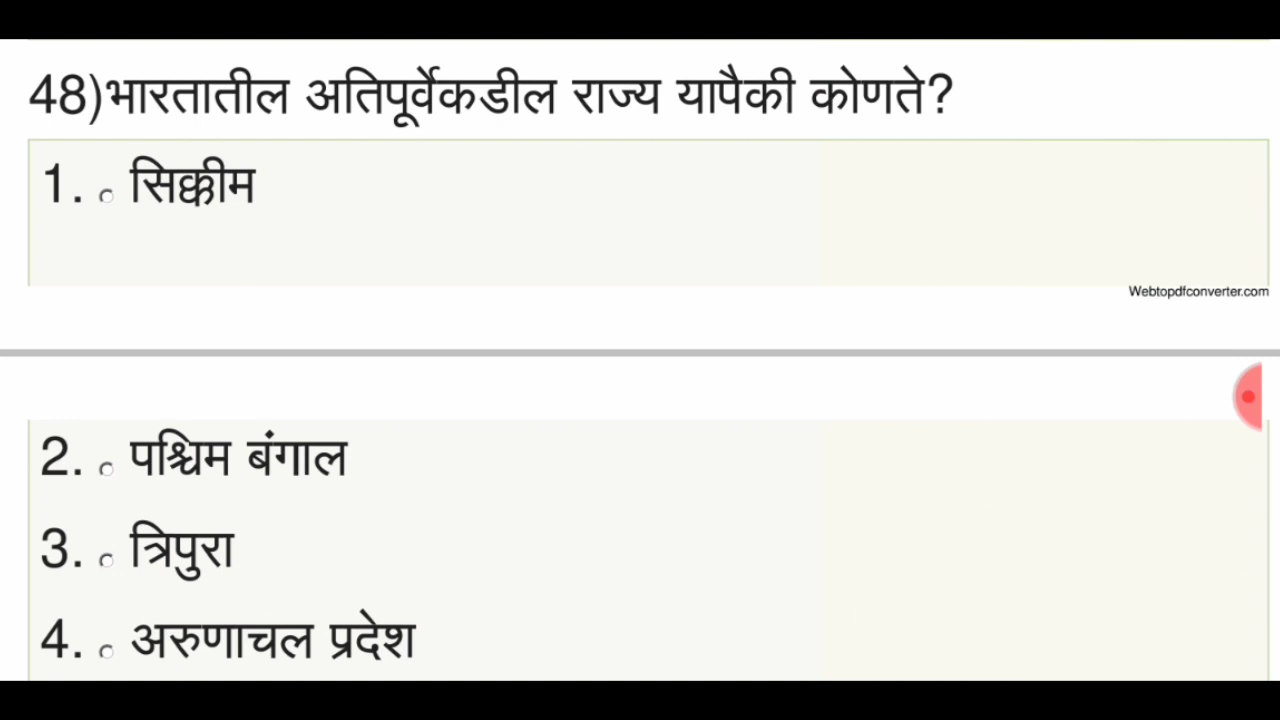 48)भारतातील अतिपूर्वेकडील राज्य यापैकी कोणते?
1. सिक्कीम
Webtopdfconverter.com
2. पश्चिम बंगाल
3. त्रिपुरा
4. अरुणाचल प्रदेश